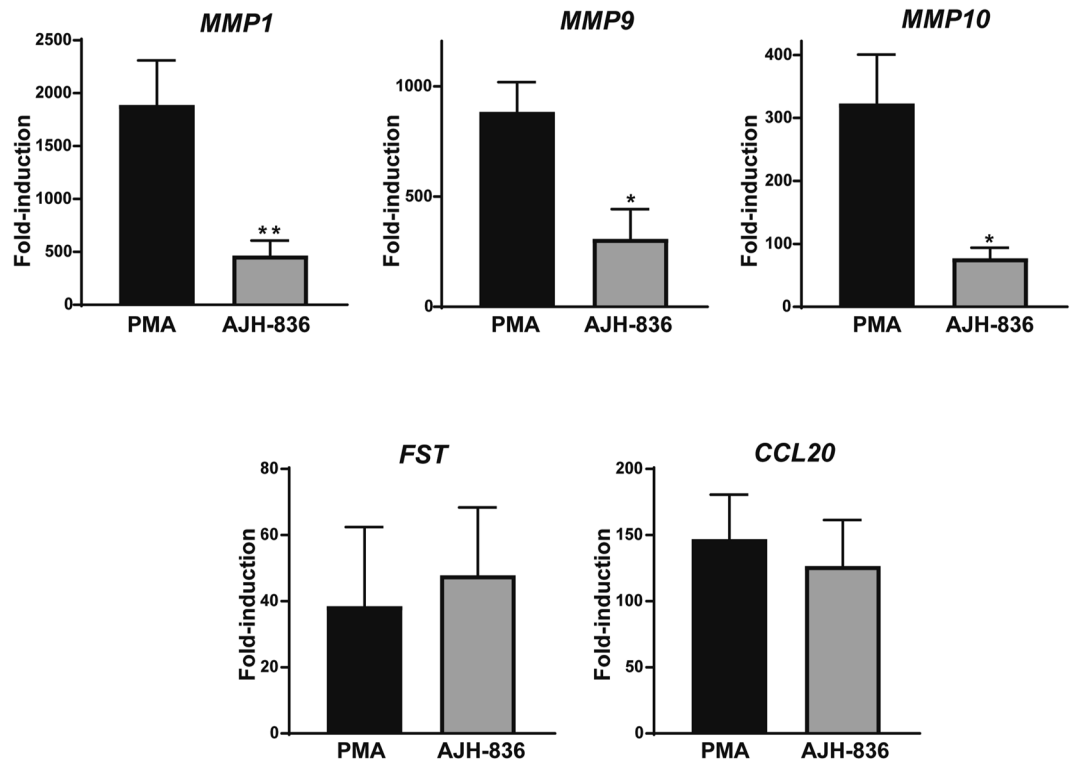 MMP1
2500
2000
1500
1000
500
0
Fold-induction
**
PMA AJH-836
MMP9
1000
500
0
Fold-induction
*
PMA AJH-836
MMP10
400
300
200
100
0
Fold-induction
*
PMA AJH-836
FST
80
60
40
20
0
Fold-induction
PMA AJH-836
CCL20
200
150
100
50
0
Fold-induction
PMA AJH-836